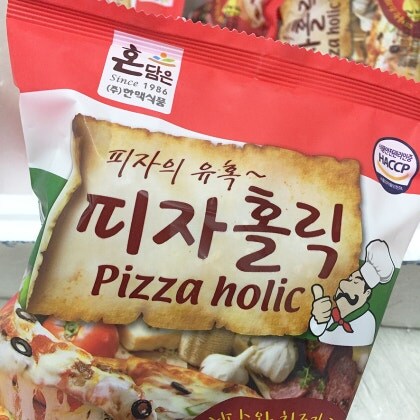 혼담은
Since 1986
(주)한맥식품
HACCP
피자의 유혹~
피자홀릭
Pizza holic